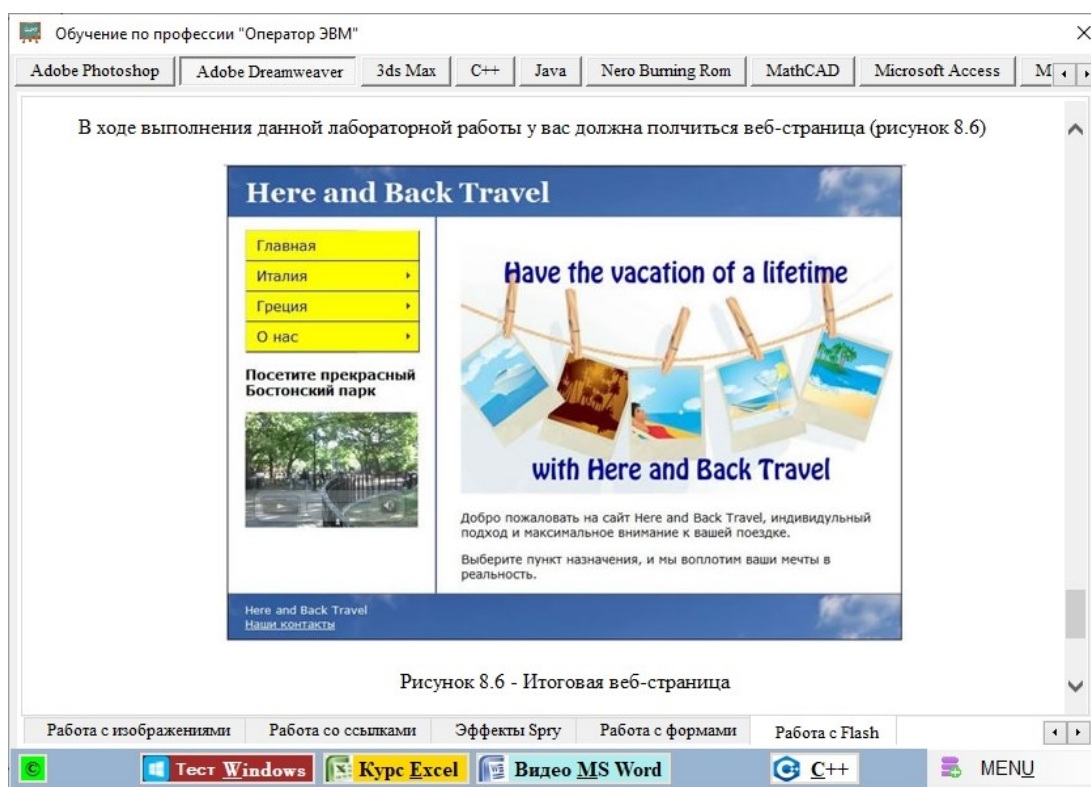 Обучение по профессии "Оператор ЭВМ"
Adobe Photoshop Adobe Dreamweaver 3ds Max C++ Java Nero Burning Rom MathCAD Microsoft Access M
В ходе выполнения данной лабораторной работы у вас должна полчиться веб-страница (рисунок 8.6)
Here and Back Travel
Главная
Италия
Греция
О нас
Посетите прекрасный
Бостонский парк
Have the vacation of a lifetime
with Here and Back Travel
Добро пожаловать на сайт Here and Back Travel, индивидульный
подход и максимальное внимание к вашей поездке.
Выберите пункт назначения, и мы воплотим ваши мечты в
реальность.
Here and Back Travel
Наши контакты
Рисунок 8.6 - Итоговая веб-страница
Работа с изображениями Работа со ссылками Эффекты Spry Работа с формами Работа с Flash
© Тест Windows Курс Excel Видео MS Word C++ MENU